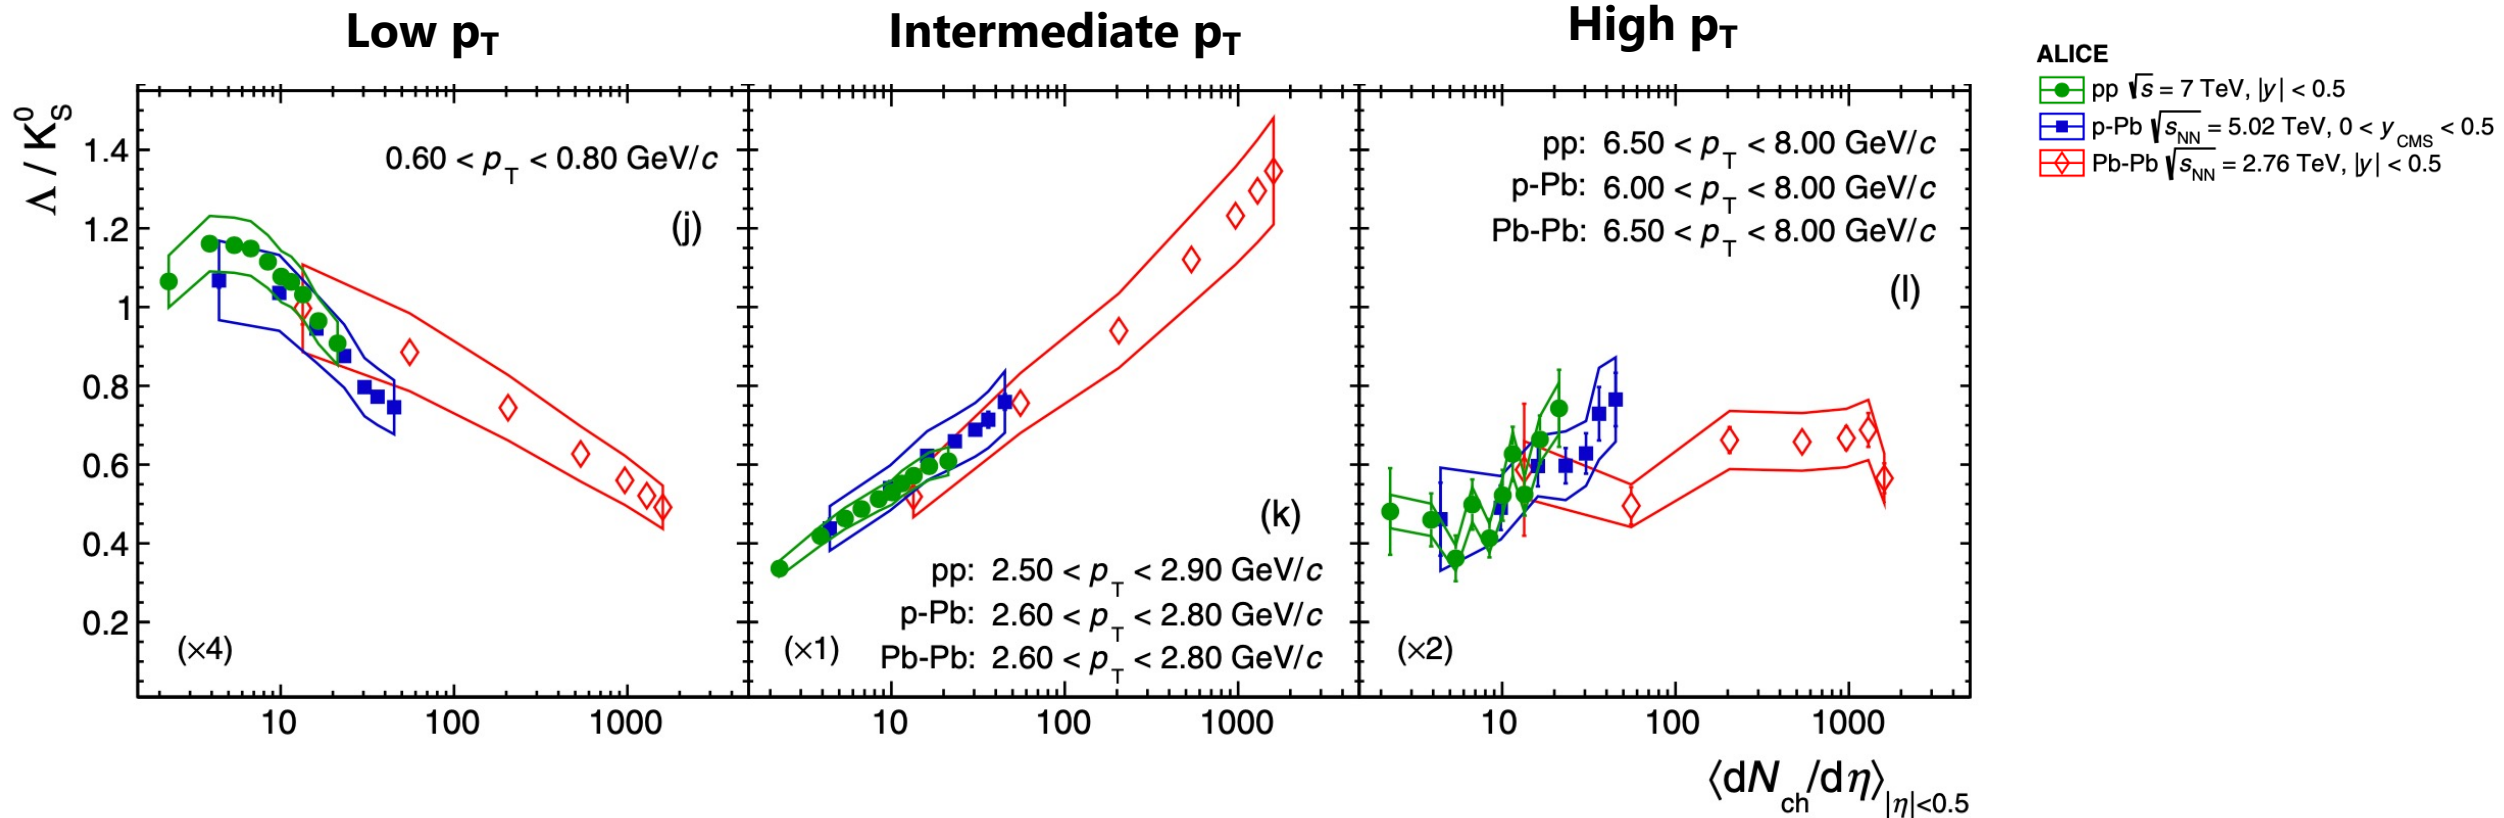 Low pT
Intermediate pT
High pT
ALICE
pp √s = 7 TeV, |y| < 0.5
p-Pb √sNN = 5.02 TeV, 0 < yCMS < 0.5
Pb-Pb √sNN = 2.76 TeV, |y| < 0.5
Λ / K0S
1.4
1.2
1
0.8
0.6
0.4
0.2
0.60 < pT < 0.80 GeV/c
(j)
(×4)
10 100 1000
(k)
pp: 2.50 < pT < 2.90 GeV/c
p-Pb: 2.60 < pT < 2.80 GeV/c
(×1) Pb-Pb: 2.60 < pT < 2.80 GeV/c
10 100 1000
pp: 6.50 < pT < 8.00 GeV/c
p-Pb: 6.00 < pT < 8.00 GeV/c
Pb-Pb: 6.50 < pT < 8.00 GeV/c
(l)
(×2)
10 100 1000
⟨dNch/dη⟩|η|<0.5